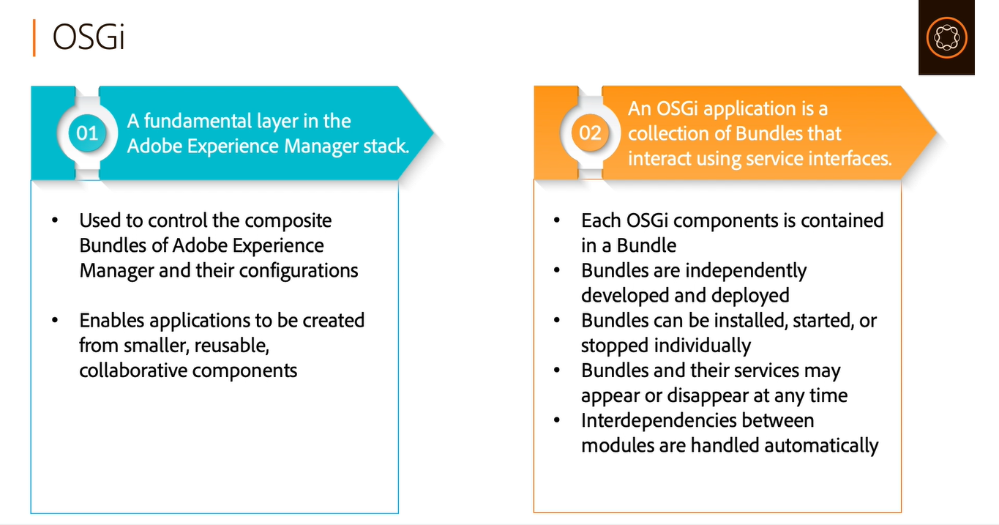 OSGi
01
A fundamental layer in the
Adobe Experience Manager stack.
• Used to control the composite
Bundles of Adobe Experience
Manager and their configurations
• Enables applications to be created
from smaller, reusable,
collaborative components
02
An OSGi application is a
collection of Bundles that
interact using service interfaces.
• Each OSGi components is contained
in a Bundle
• Bundles are independently
developed and deployed
• Bundles can be installed, started, or
stopped individually
• Bundles and their services may
appear or disappear at any time
• Interdependencies between
modules are handled automatically